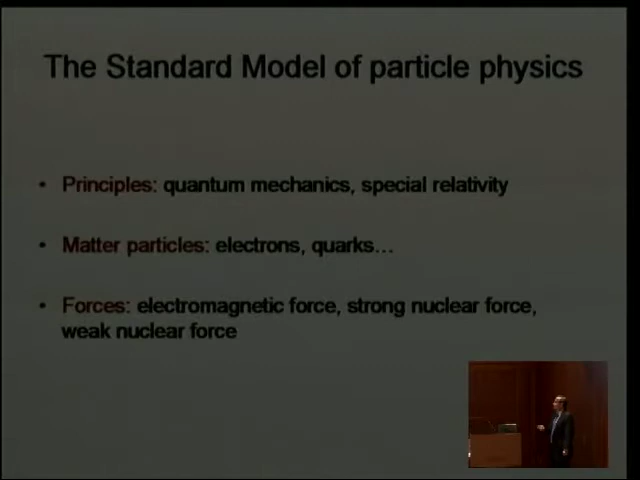 The Standard Model of particle physics
• Principles: quantum mechanics, special relativity
• Matter particles: electrons, quarks…
• Forces: electromagnetic force, strong nuclear force,
weak nuclear force